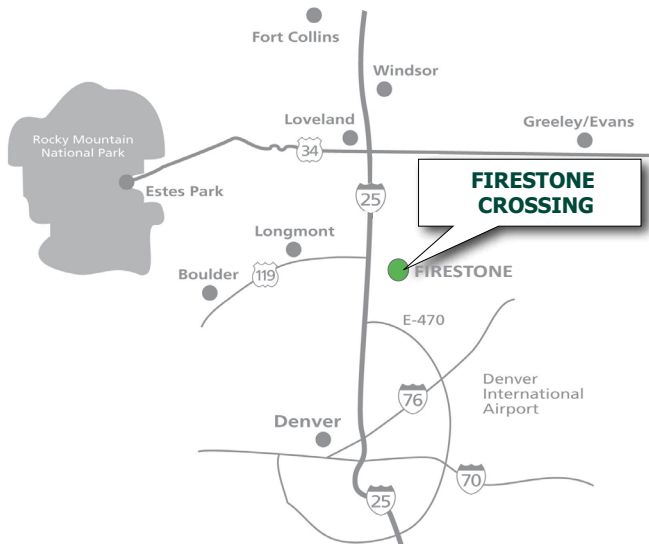 Fort Collins
Windsor
Loveland
Greeley/Evans
Rocky Mountain
National Park
34
Estes Park
25
FIRESTONE
CROSSING
Longmont
Boulder
119
FIRESTONE
E-470
Denver
International
Airport
76
Denver
70
25